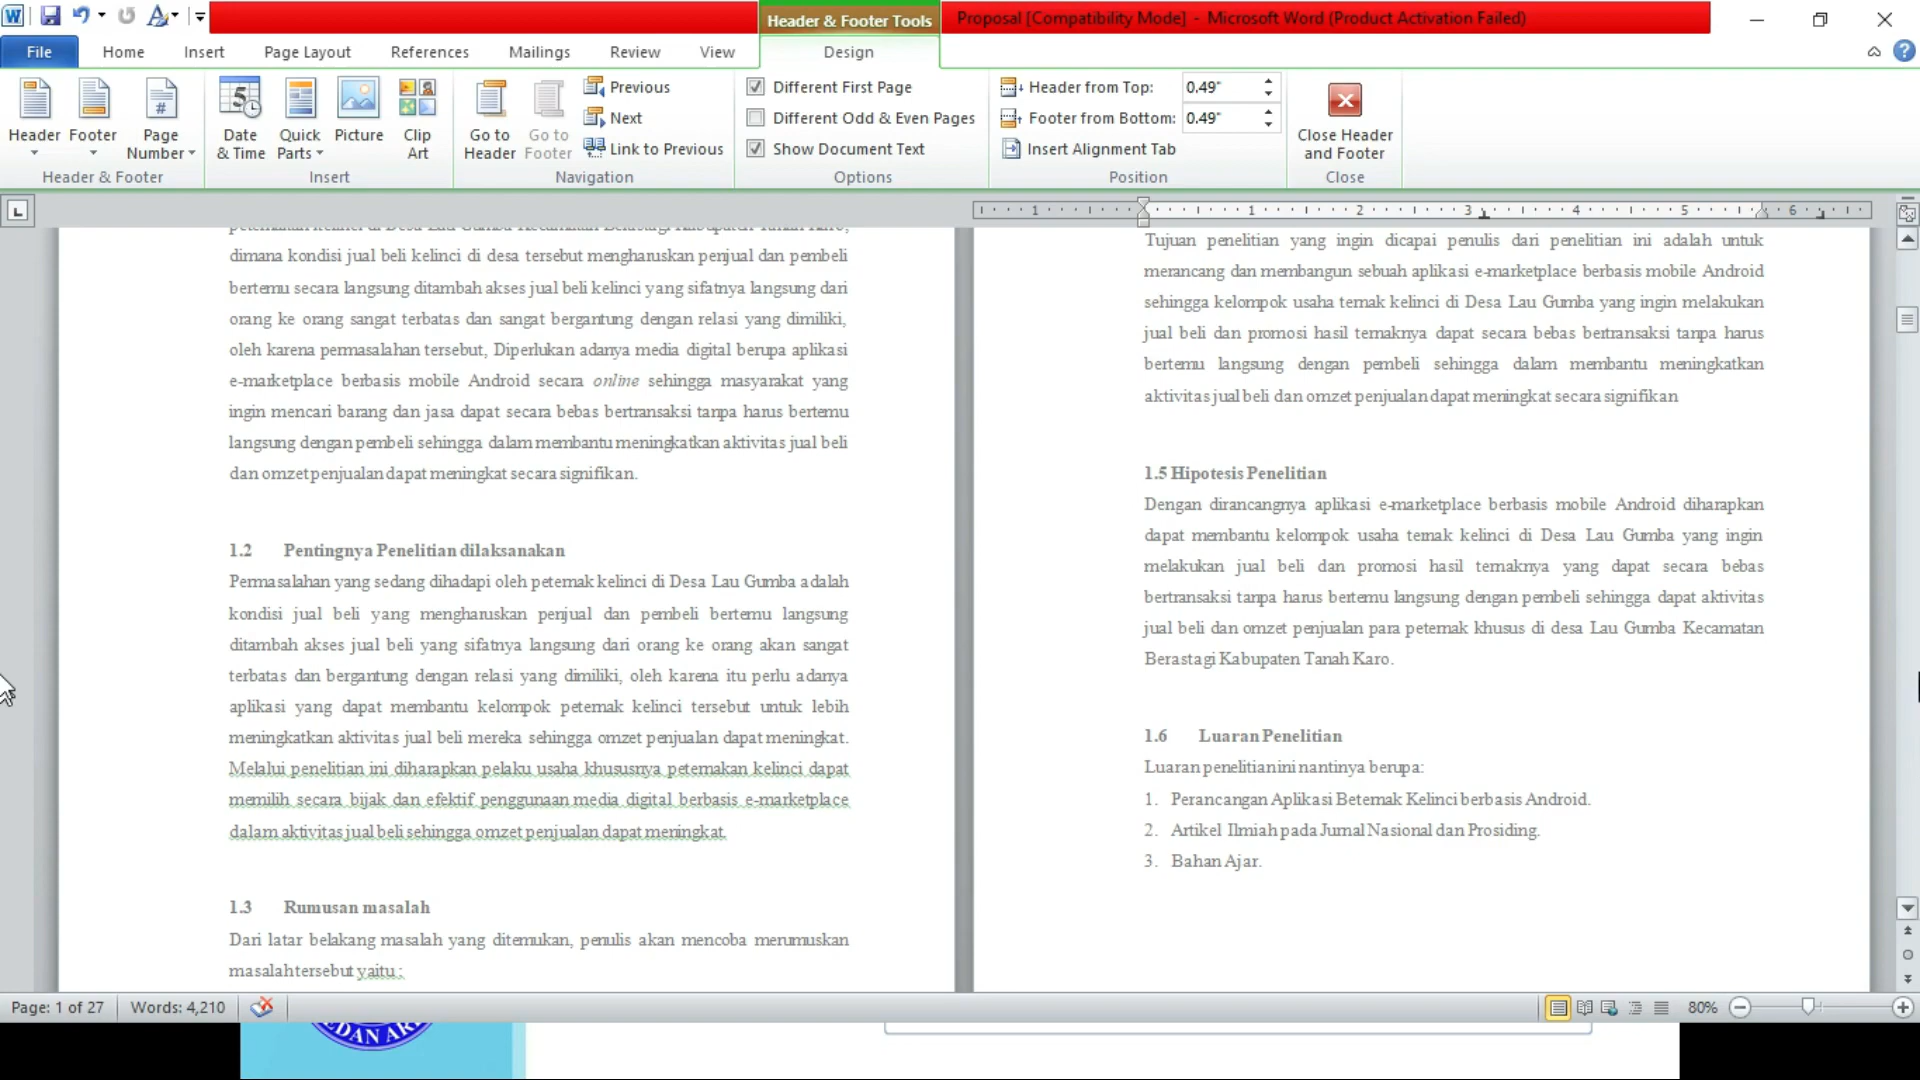 Header & Footer Tools
Proposal [Compatibility Mode] - Microsoft Word (Product Activation Failed)
File Home Insert Page Layout References Mailings Review View Design
Header Footer Page Number
Date & Time Quick Parts Picture Clip Art
Go to Header Go to Footer
Previous
Next
Link to Previous
Different First Page
Different Odd & Even Pages
Show Document Text
Header from Top: 0.49"
Footer from Bottom: 0.49"
Insert Alignment Tab
Close Header and Footer
Header & Footer Insert Navigation Options Position Close
1 1 2 3 4 5 6
dimana kondisi jual beli kelinci di desa tersebut mengharuskan penjual dan pembeli
bertemu secara langsung ditambah akses jual beli kelinci yang sifatnya langsung dari
orang ke orang sangat terbatas dan sangat bergantung dengan relasi yang dimiliki,
oleh karena permasalahan tersebut, Diperlukan adanya media digital berupa aplikasi
e-marketplace berbasis mobile Android secara online sehingga masyarakat yang
ingin mencari barang dan jasa dapat secara bebas bertransaksi tanpa harus bertemu
langsung dengan pembeli sehingga dalam membantu meningkatkan aktivitas jual beli
dan omzet penjualan dapat meningkat secara signifikan.
1.2 Pentingnya Penelitian dilaksanakan
Permasalahan yang sedang dihadapi oleh peternak kelinci di Desa Lau Gumba adalah
kondisi jual beli yang mengharuskan penjual dan pembeli bertemu langsung
ditambah akses jual beli yang sifatnya langsung dari orang ke orang akan sangat
terbatas dan bergantung dengan relasi yang dimiliki, oleh karena itu perlu adanya
aplikasi yang dapat membantu kelompok peternak kelinci tersebut untuk lebih
meningkatkan aktivitas jual beli mereka sehingga omzet penjualan dapat meningkat.
Melalui penelitian ini diharapkan pelaku usaha khususnya peternakan kelinci dapat
memilih secara bijak dan efektif penggunaan media digital berbasis e-marketplace
dalam aktivitas jual beli sehingga omzet penjualan dapat meningkat.
1.3 Rumusan masalah
Dari latar belakang masalah yang ditemukan, penulis akan mencoba merumuskan
masalah tersebut yaitu :
Tujuan penelitian yang ingin dicapai penulis dari penelitian ini adalah untuk
merancang dan membangun sebuah aplikasi e-marketplace berbasis mobile Android
sehingga kelompok usaha ternak kelinci di Desa Lau Gumba yang ingin melakukan
jual beli dan promosi hasil ternaknya dapat secara bebas bertransaksi tanpa harus
bertemu langsung dengan pembeli sehingga dalam membantu meningkatkan
aktivitas jual beli dan omzet penjualan dapat meningkat secara signifikan
1.5 Hipotesis Penelitian
Dengan dirancangnya aplikasi e-marketplace berbasis mobile Android diharapkan
dapat membantu kelompok usaha ternak kelinci di Desa Lau Gumba yang ingin
melakukan jual beli dan promosi hasil ternaknya yang dapat secara bebas
bertransaksi tanpa harus bertemu langsung dengan pembeli sehingga dapat aktivitas
jual beli dan omzet penjualan para peternak khusus di desa Lau Gumba Kecamatan
Berastagi Kabupaten Tanah Karo.
1.6 Luaran Penelitian
Luaran penelitian ini nantinya berupa:
1. Perancangan Aplikasi Beternak Kelinci berbasis Android.
2. Artikel Ilmiah pada Jurnal Nasional dan Prosiding.
3. Bahan Ajar.
Page: 1 of 27 Words: 4,210 80%